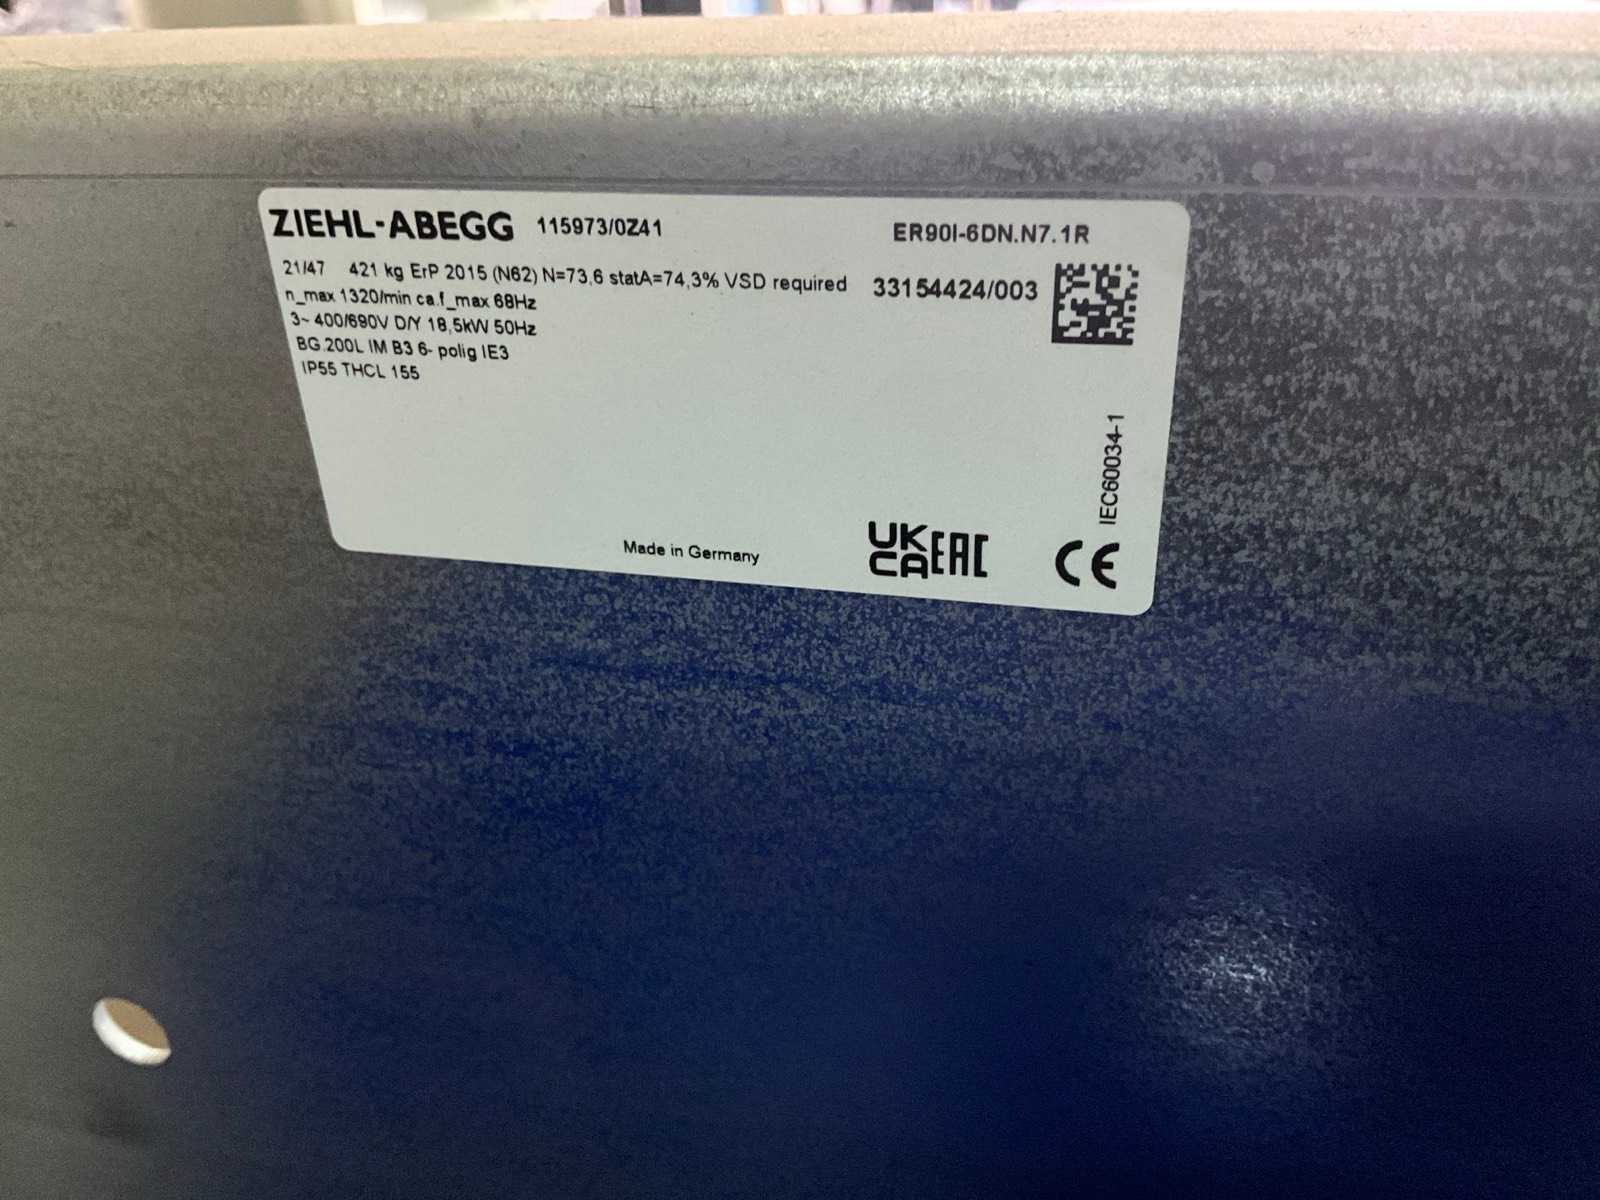 ZIEHL-ABEGG 115973/0Z41 ER90I-6DN.N7.1R
21/47 421 kg ErP 2015 (N62) N=73,6 statA=74,3% VSD required 33154424/003
n_max 1320/min ca.f_max 68Hz
3~ 400/690V D/Y 18,5kW 50Hz
BG.200L IM B3 6- polig IE3
IP55 THCL 155
IEC60034-1
Made in Germany UK CA EAC CE